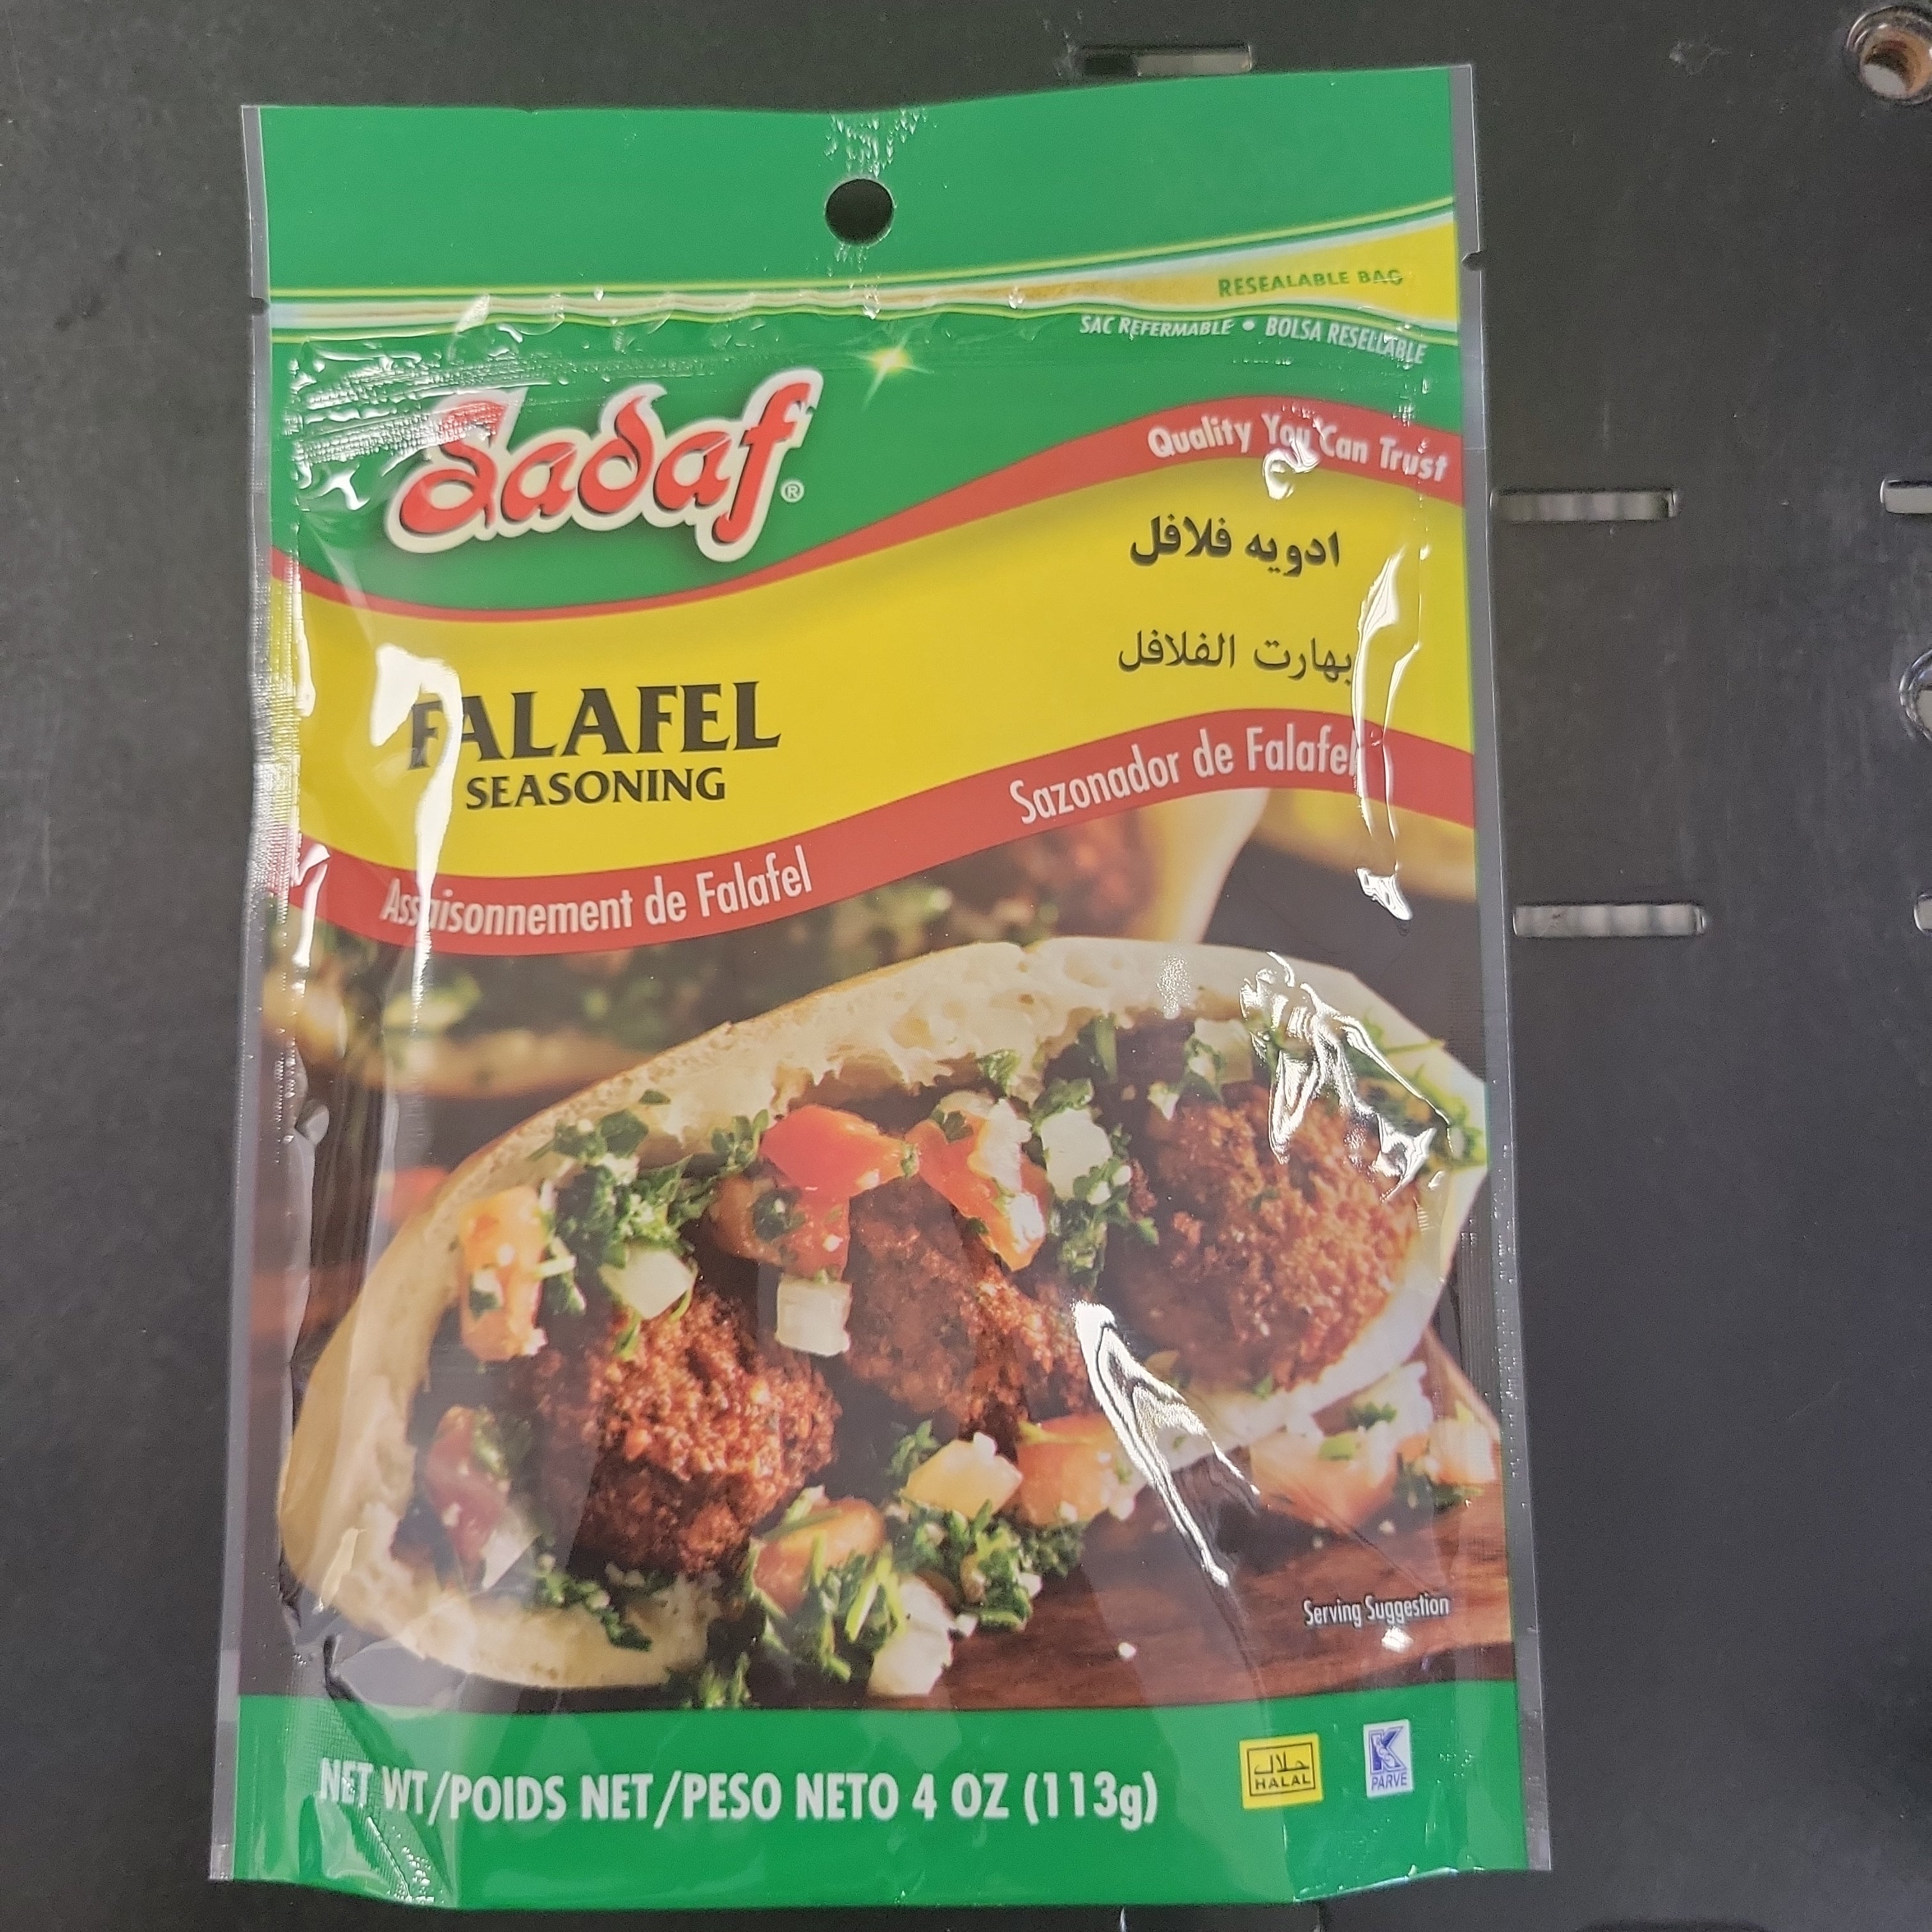 RESEALABLE BAG
SAC REFERMABLE • BOLSA RESELLABLE
Sadaf®
Quality You Can Trust
ادویه فلافل
بهارت الفلافل
FALAFEL
SEASONING
Sazonador de Falafel
Assaisonnement de Falafel
Serving Suggestion
NET WT/POIDS NET/PESO NETO 4 OZ (113g)
حلال
HALAL
K
PARVE